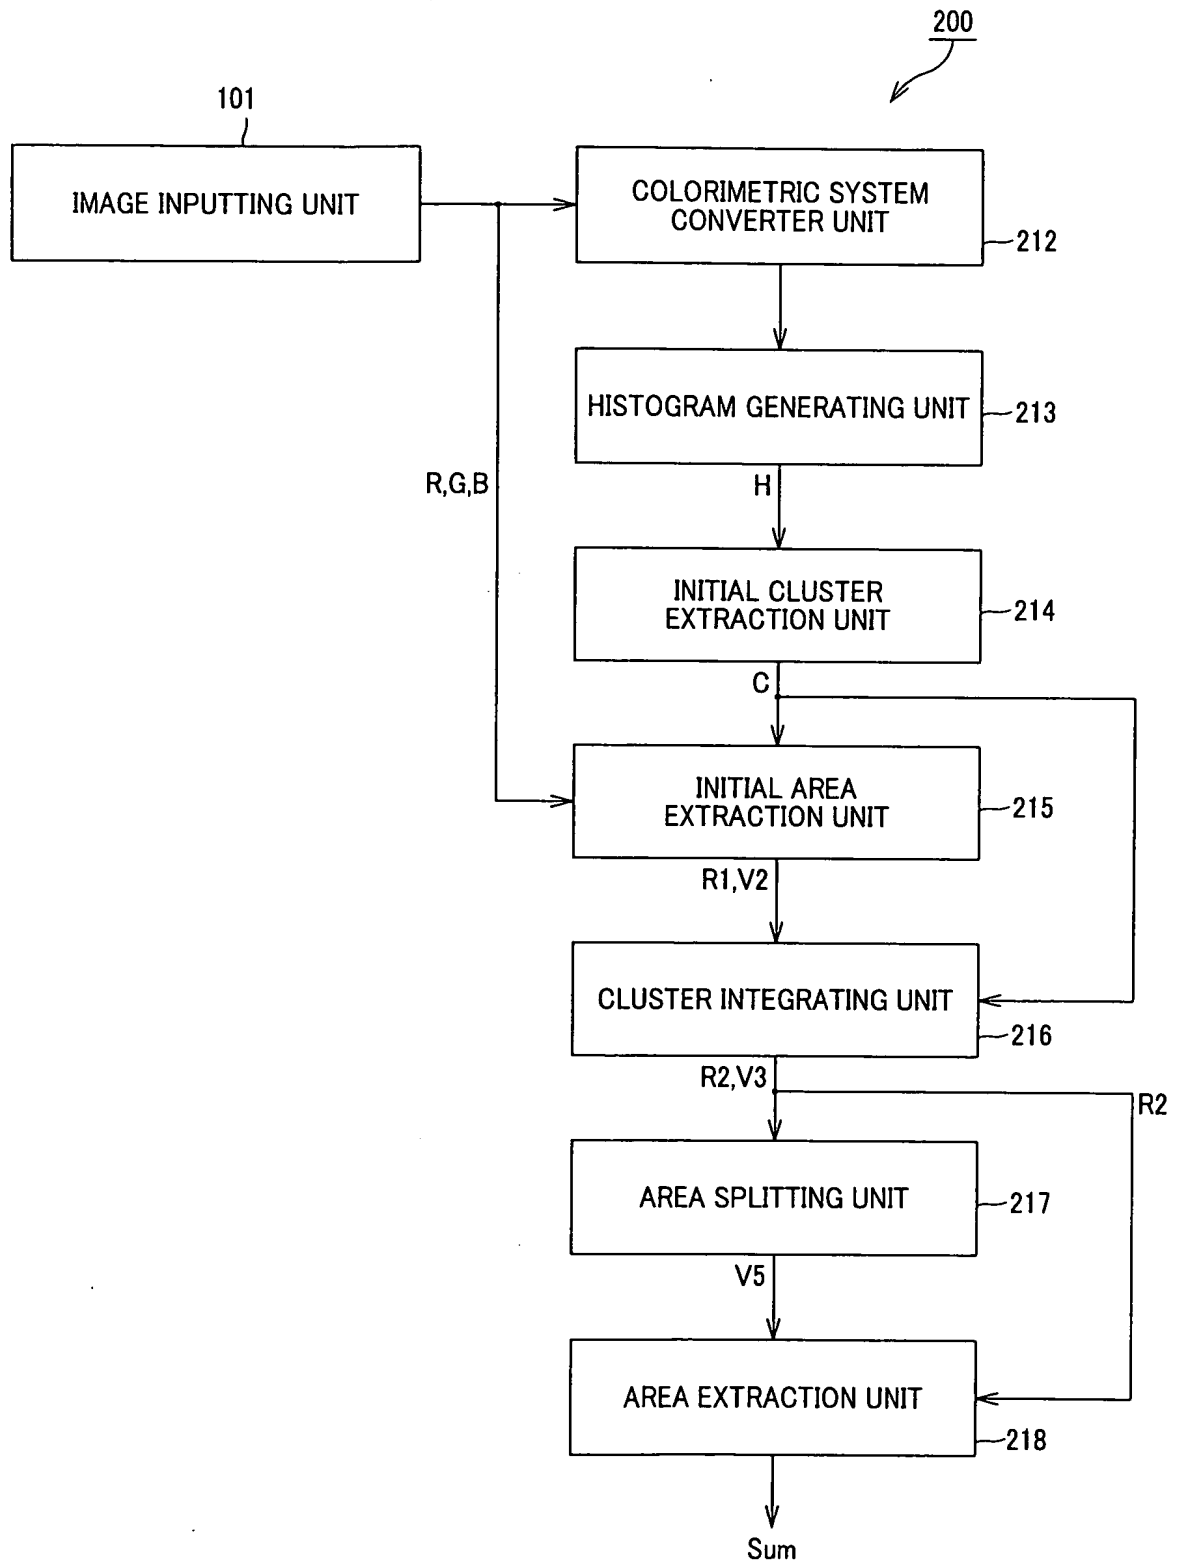 200
101
IMAGE INPUTTING UNIT
COLORIMETRIC SYSTEM
CONVERTER UNIT
212
HISTOGRAM GENERATING UNIT
213
R,G,B
H
INITIAL CLUSTER
EXTRACTION UNIT
214
C
INITIAL AREA
EXTRACTION UNIT
215
R1,V2
CLUSTER INTEGRATING UNIT
216
R2,V3
R2
AREA SPLITTING UNIT
217
V5
AREA EXTRACTION UNIT
218
Sum